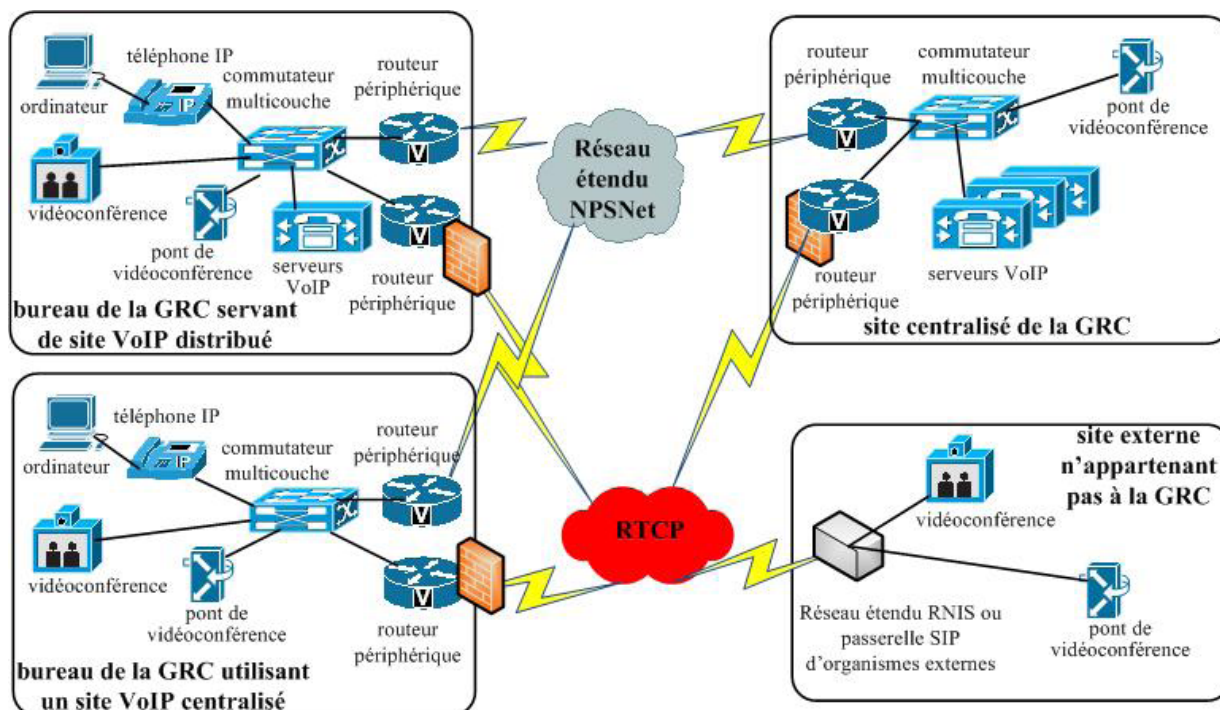 ordinateur
téléphone IP
IP
commutateur
multicouche
routeur
périphérique
V
vidéoconférence
pont de
vidéoconférence
serveurs
VoIP
V
routeur
périphérique
bureau de la GRC servant
de site VoIP distribué
Réseau
étendu
NPSNet
routeur
périphérique
V
commutateur
multicouche
pont de
vidéoconférence
V
routeur
périphérique
serveurs VoIP
site centralisé de la GRC
ordinateur
téléphone IP
IP
commutateur
multicouche
routeur
périphérique
V
vidéoconférence
pont de
vidéoconférence
V
routeur
périphérique
bureau de la GRC utilisant
un site VoIP centralisé
RTCP
site externe
n'appartenant
pas à la GRC
vidéoconférence
Réseau étendu RNIS ou
passerelle SIP
d'organismes externes
pont de
vidéoconférence